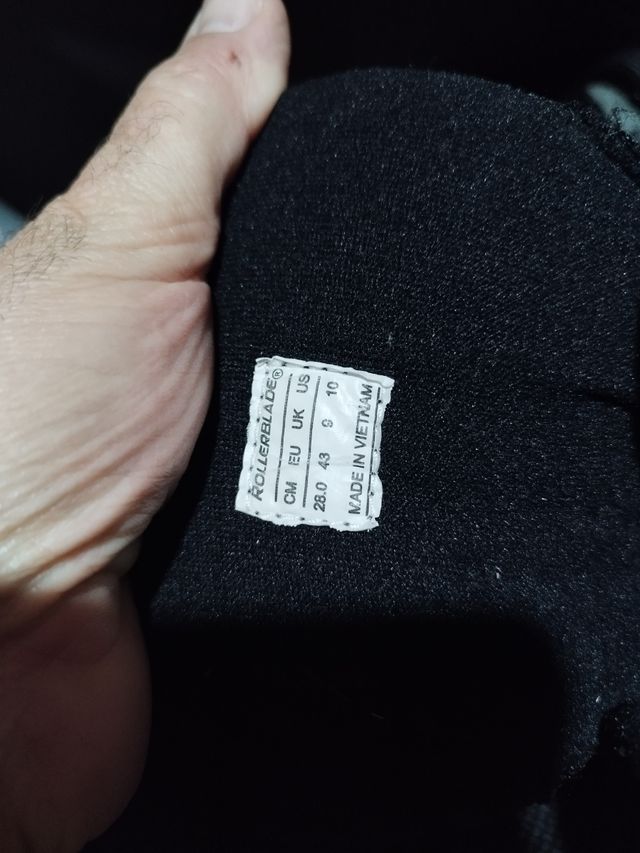 ROLLERBLADE®
CM EU UK US
28.0 43 9 10
MADE IN VIETNAM